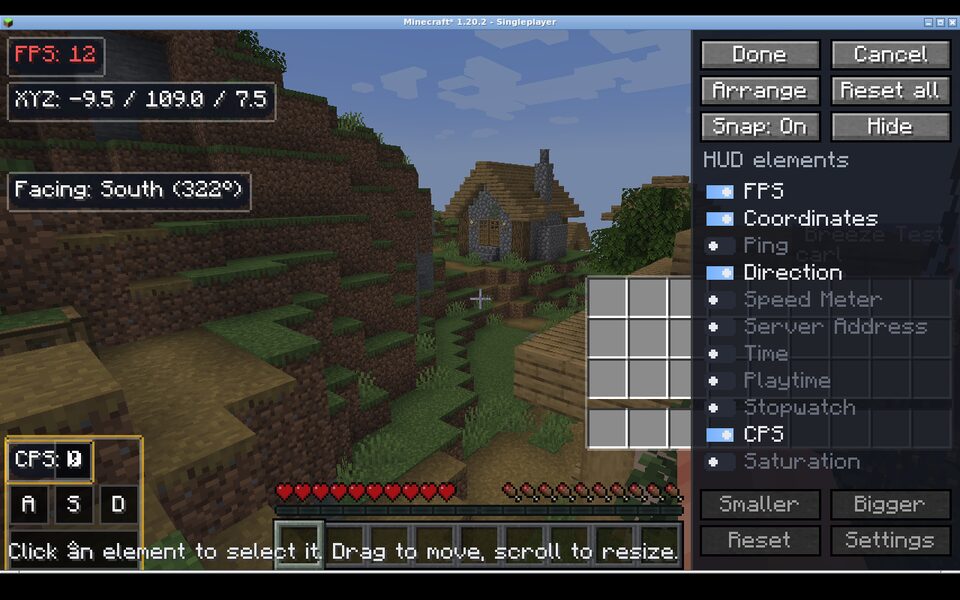 Minecraft* 1.20.2 - Singleplayer
FPS: 12
XYZ: -9.5 / 109.0 / 7.5
Facing: South (322°)
CPS: 0
A S D
Click an element to select it. Drag to move, scroll to resize.
Done Cancel
Arrange Reset all
Snap: On Hide
HUD elements
FPS
Coordinates
Ping
Direction
Speed Meter
Server Address
Time
Playtime
Stopwatch
CPS
Saturation
Smaller Bigger
Reset Settings